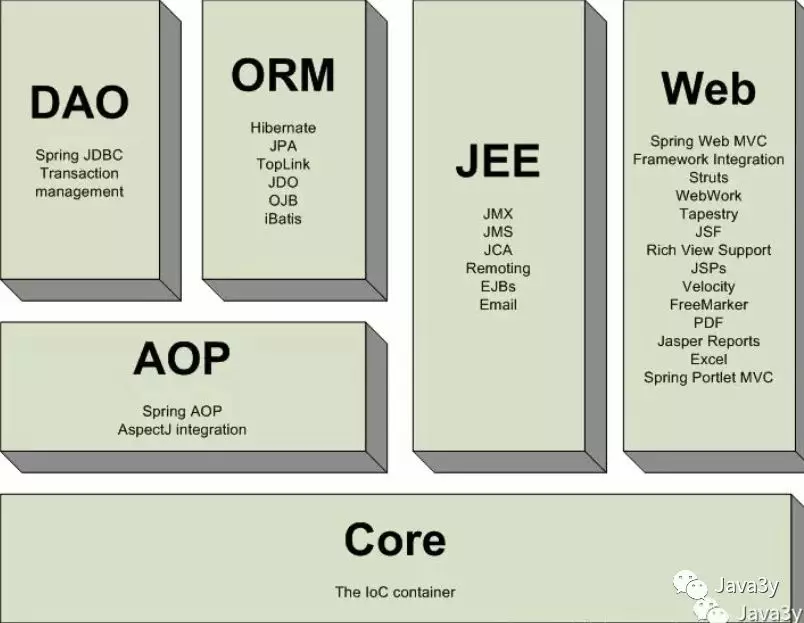 DAO
Spring JDBC
Transaction
management
ORM
Hibernate
JPA
TopLink
JDO
OJB
iBatis
JEE
JMX
JMS
JCA
Remoting
EJBs
Email
Web
Spring Web MVC
Framework Integration
Struts
WebWork
Tapestry
JSF
Rich View Support
JSPs
Velocity
FreeMarker
PDF
Jasper Reports
Excel
Spring Portlet MVC
AOP
Spring AOP
AspectJ integration
Core
The IoC container
Java3y
Java3y